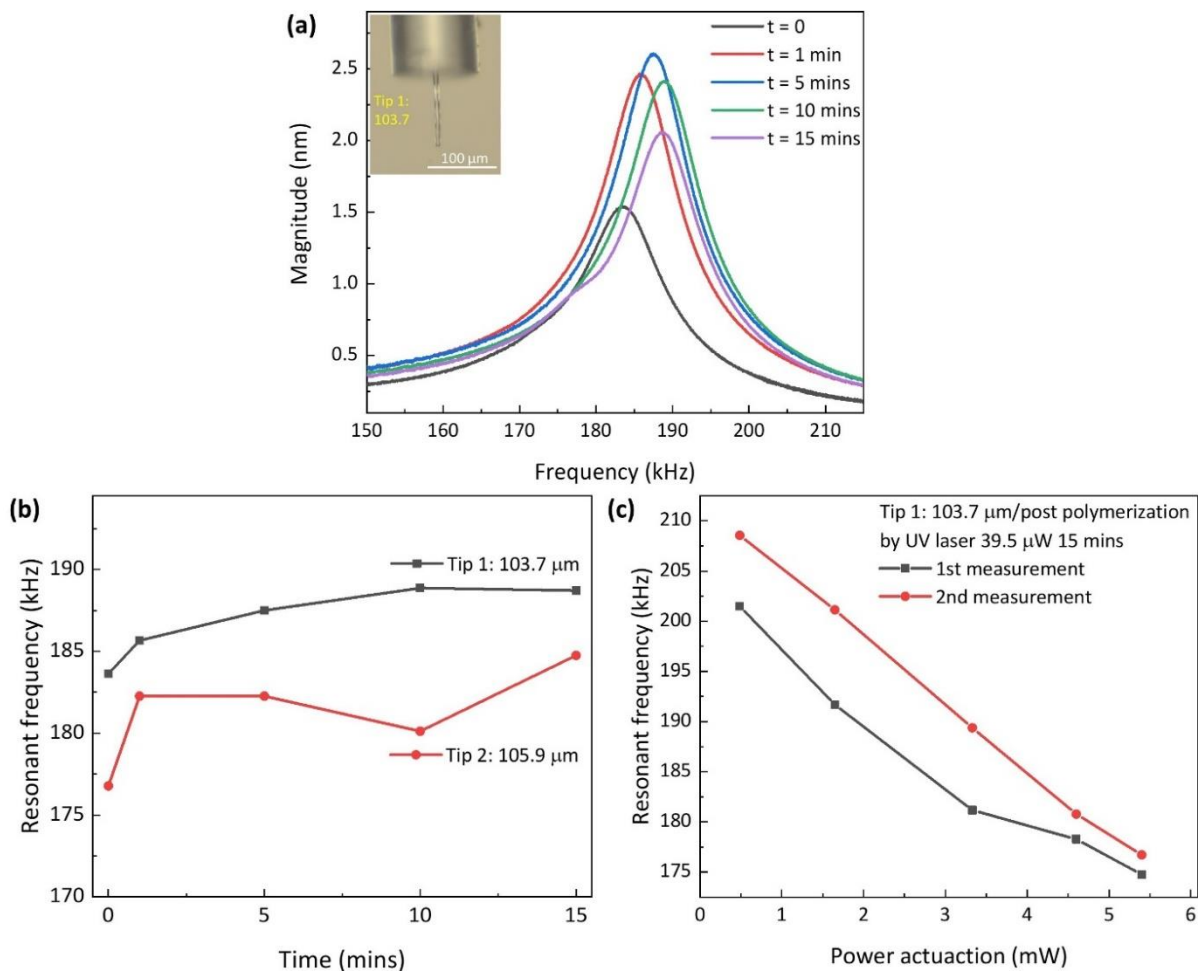 (a)
Tip 1:
103.7
100 μm
t = 0
t = 1 min
t = 5 mins
t = 10 mins
t = 15 mins
2.5
2.0
1.5
1.0
0.5
Magnitude (nm)
150 160 170 180 190 200 210
Frequency (kHz)
(b)
190
185
180
175
170
Resonant frequency (kHz)
Tip 1: 103.7 μm
Tip 2: 105.9 μm
0 5 10 15
Time (mins)
(c)
Tip 1: 103.7 μm/post polymerization
by UV laser 39.5 μW 15 mins
1st measurement
2nd measurement
210
205
200
195
190
185
180
175
Resonant frequency (kHz)
0 1 2 3 4 5 6
Power actuaction (mW)